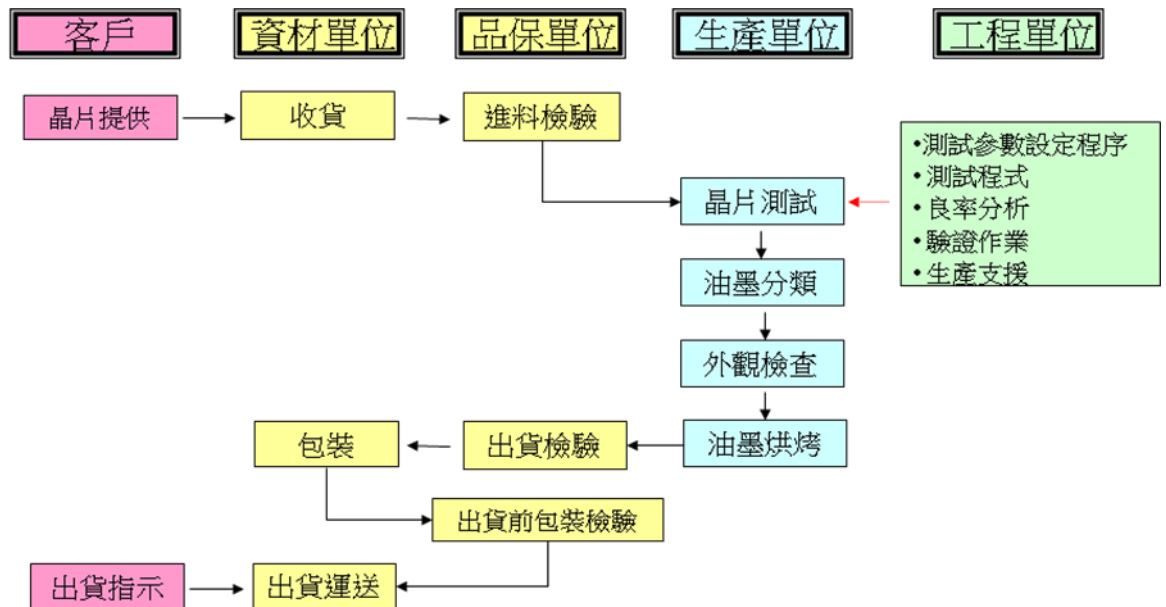 客戶
資材單位
品保單位
生產單位
工程單位
晶片提供
收貨
進料檢驗
•測試參數設定程序
•測試程式
•良率分析
•驗證作業
•生產支援
晶片測試
油墨分類
外觀檢查
油墨烘烤
出貨檢驗
包裝
出貨前包裝檢驗
出貨指示
出貨運送